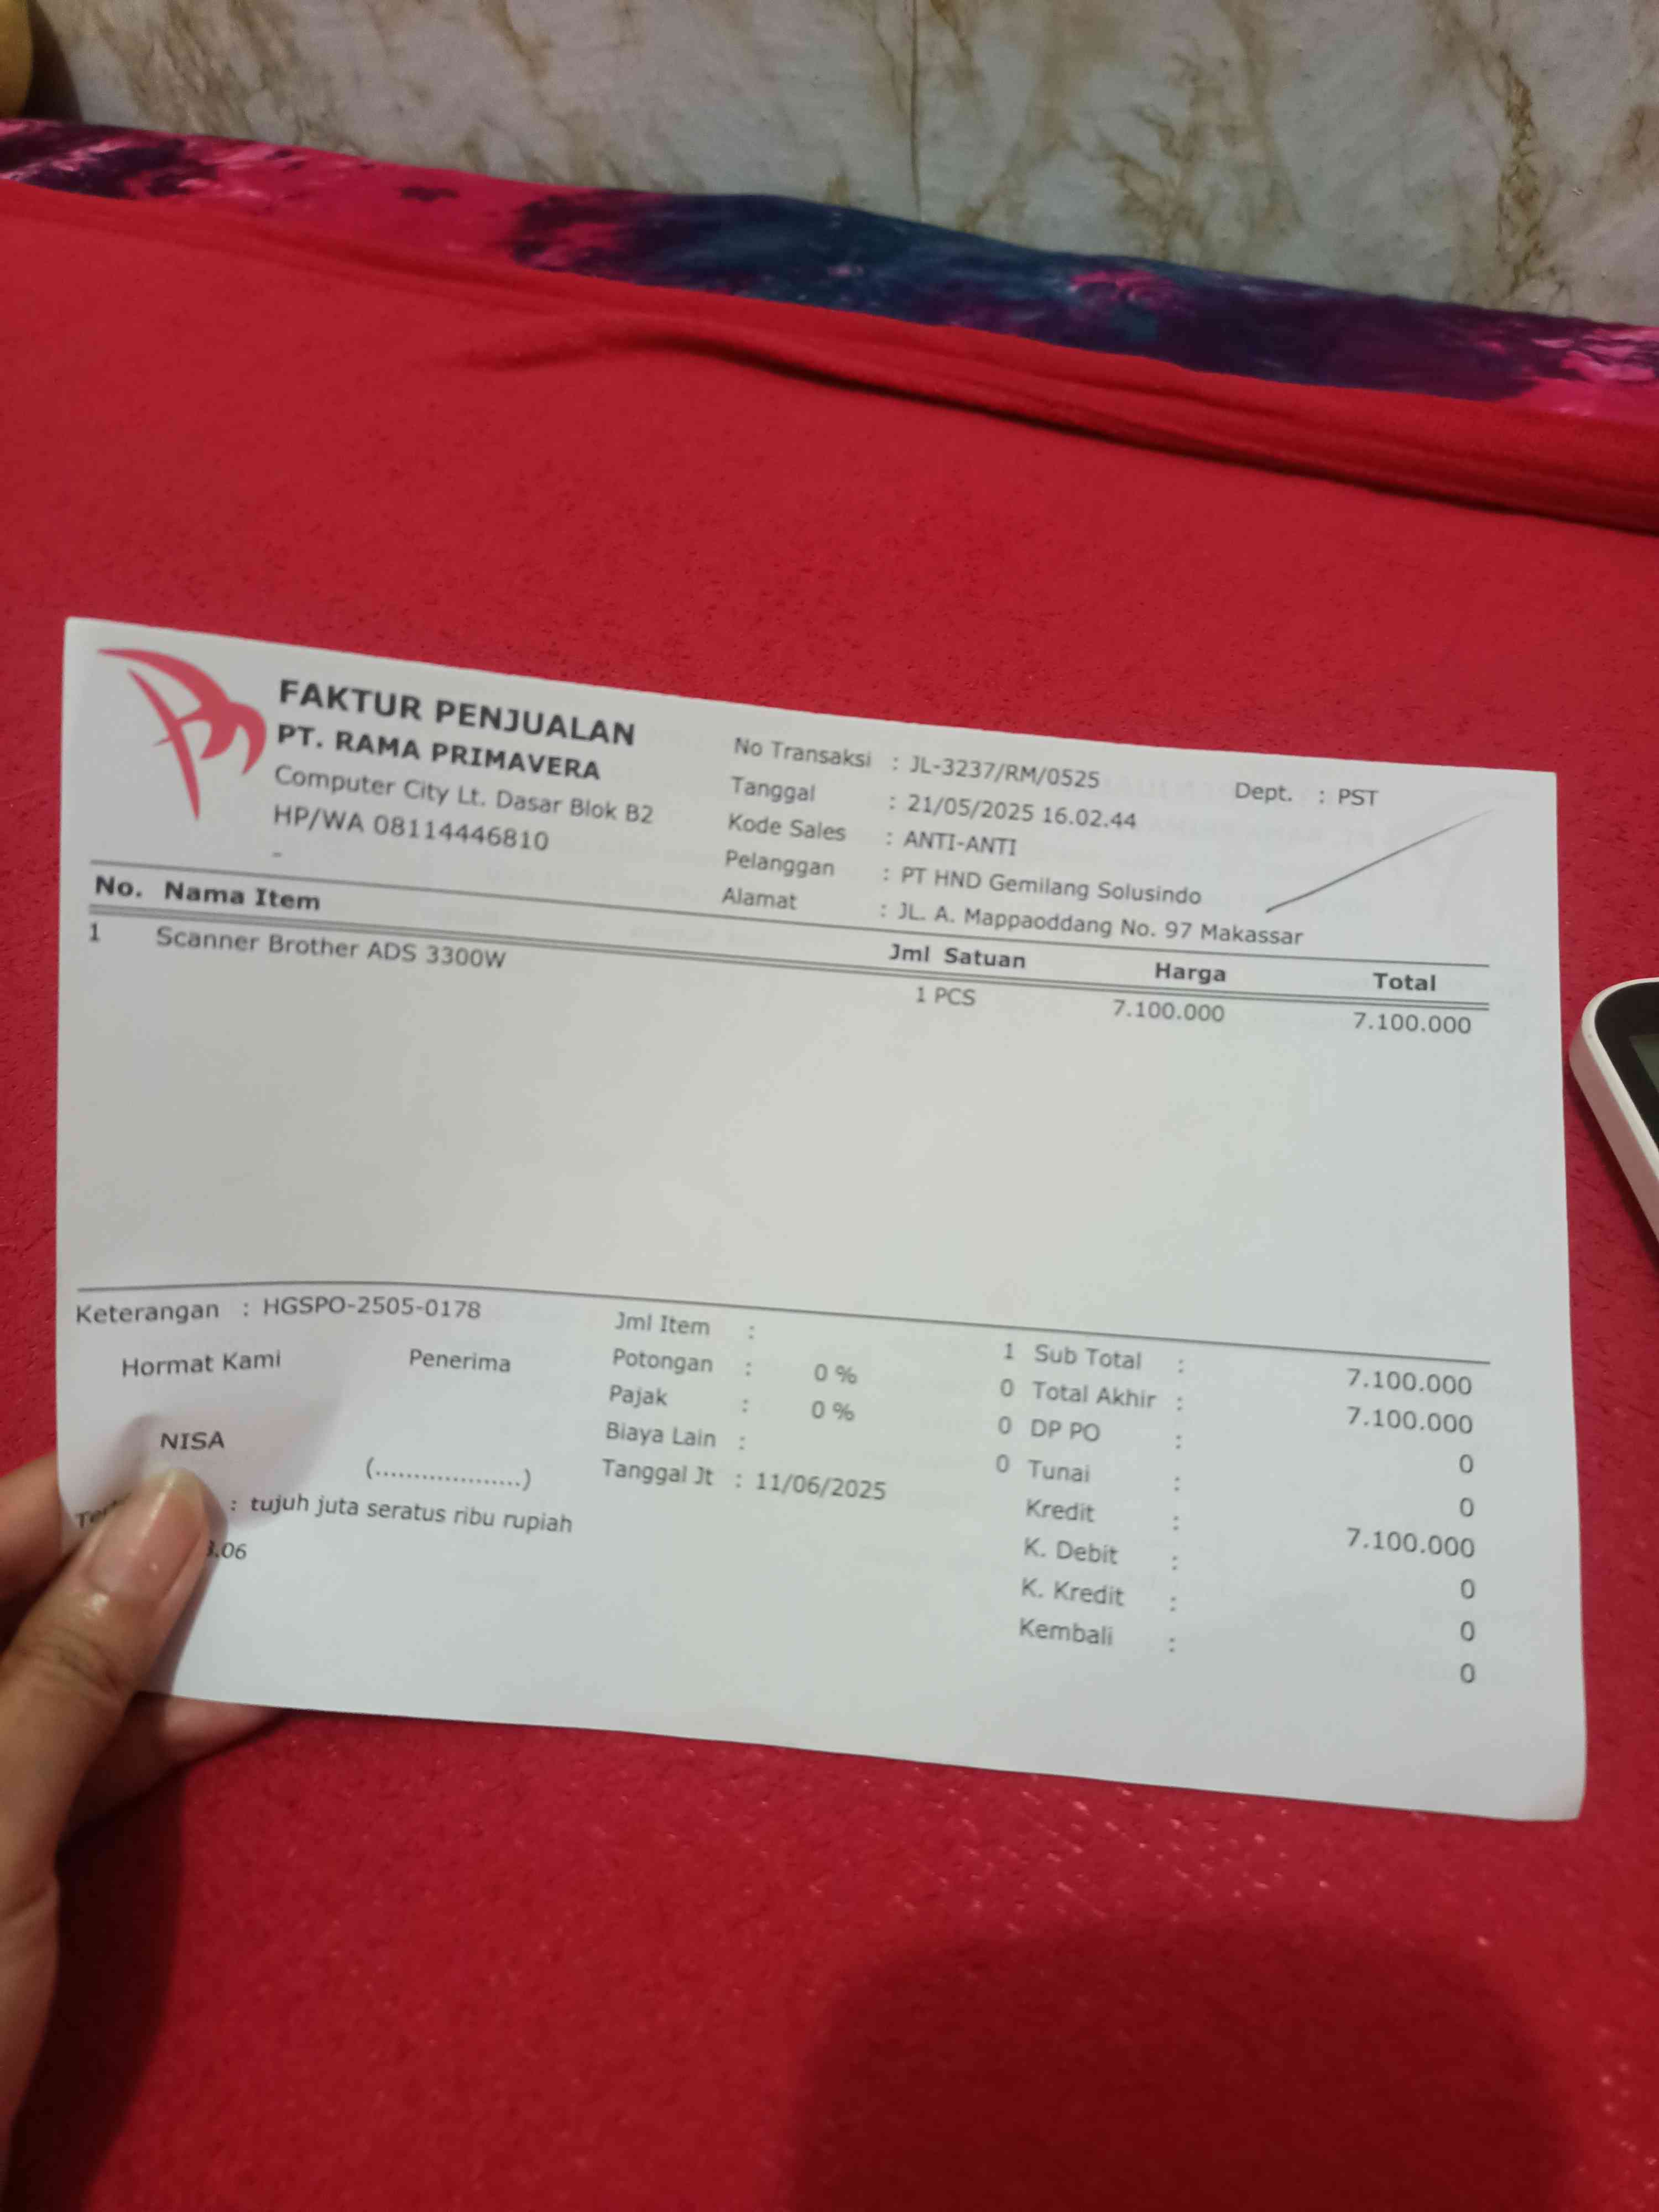 FAKTUR PENJUALAN
PT. RAMA PRIMAVERA
Computer City Lt. Dasar Blok B2
HP/WA 08114446810
-
No Transaksi : JL-3237/RM/0525 Dept. : PST
Tanggal : 21/05/2025 16.02.44
Kode Sales : ANTI-ANTI
Pelanggan : PT HND Gemilang Solusindo
Alamat : JL. A. Mappaoddang No. 97 Makassar
No. Nama Item Jml Satuan Harga Total
1 Scanner Brother ADS 3300W 1 PCS 7.100.000 7.100.000
Keterangan : HGSPO-2505-0178
Hormat Kami Penerima
NISA
(...................)
: tujuh juta seratus ribu rupiah
.06
Jml Item : 1
Potongan : 0 % 0
Pajak : 0 % 0
Biaya Lain : 0
Tanggal Jt : 11/06/2025
Sub Total : 7.100.000
Total Akhir : 7.100.000
DP PO : 0
Tunai : 0
Kredit : 7.100.000
K. Debit : 0
K. Kredit : 0
Kembali : 0